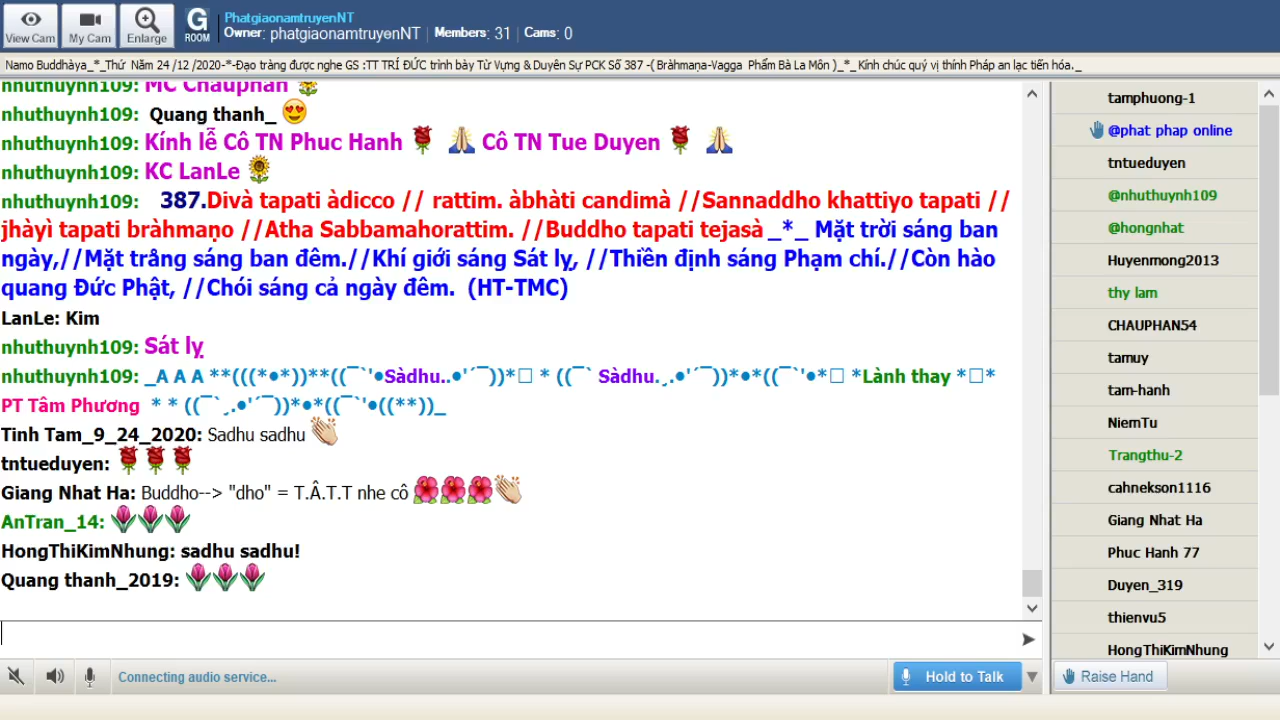 View Cam
My Cam
Enlarge
G
ROOM
PhatgiaonamtruyenNT
Owner: phatgiaonamtruyenNT | Members: 31 | Cams: 0
Namo Buddhàya_*_Thứ Năm 24 /12 /2020-*-Đạo tràng được nghe GS :TT TRÍ ĐỨC trình bày Từ Vựng & Duyên Sự PCK Số 387 -( Bràhmaṇa-Vagga Phẩm Bà La Môn )_*_ Kính chúc quý vị thính Pháp an lạc tiến hóa._
nhuthuynh109: MC Chauphan
nhuthuynh109: Quang thanh_
nhuthuynh109: Kính lễ Cô TN Phuc Hanh 🌹 🙏 Cô TN Tue Duyen 🌹 🙏
nhuthuynh109: KC LanLe
nhuthuynh109: 387.Divà tapati àdicco // rattim. àbhàti candimà //Sannaddho khattiyo tapati //
jhàyì tapati bràhmaṇo //Atha Sabbamahorattim. //Buddho tapati tejasà _*_ Mặt trời sáng ban
ngày,//Mặt trăng sáng ban đêm.//Khí giới sáng Sát lỵ, //Thiền định sáng Phạm chí.//Còn hào
quang Đức Phật, //Chói sáng cả ngày đêm. (HT-TMC)
LanLe: Kim
nhuthuynh109: Sát lỵ
nhuthuynh109: _A A A **(((*•*))**((¯`'•Sàdhu..•'´¯))*□ * ((¯` Sàdhu.¸.•'´¯))*•*((¯`'•*□ *Lành thay *□*
PT Tâm Phương * * ((¯`¸.•'´¯))*•*((¯`'•((**))_
Tinh Tam_9_24_2020: Sadhu sadhu
tntueduyen:
Giang Nhat Ha: Buddho--> "dho" = T.Â.T.T nhe cô
AnTran_14:
HongThiKimNhung: sadhu sadhu!
Quang thanh_2019:
Connecting audio service...
Hold to Talk
tamphuong-1
@phat phap online
tntueduyen
@nhuthuynh109
@hongnhat
Huyenmong2013
thy lam
CHAUPHAN54
tamuy
tam-hanh
NiemTu
Trangthu-2
cahnekson1116
Giang Nhat Ha
Phuc Hanh 77
Duyen_319
thienvu5
HongThiKimNhung
Raise Hand